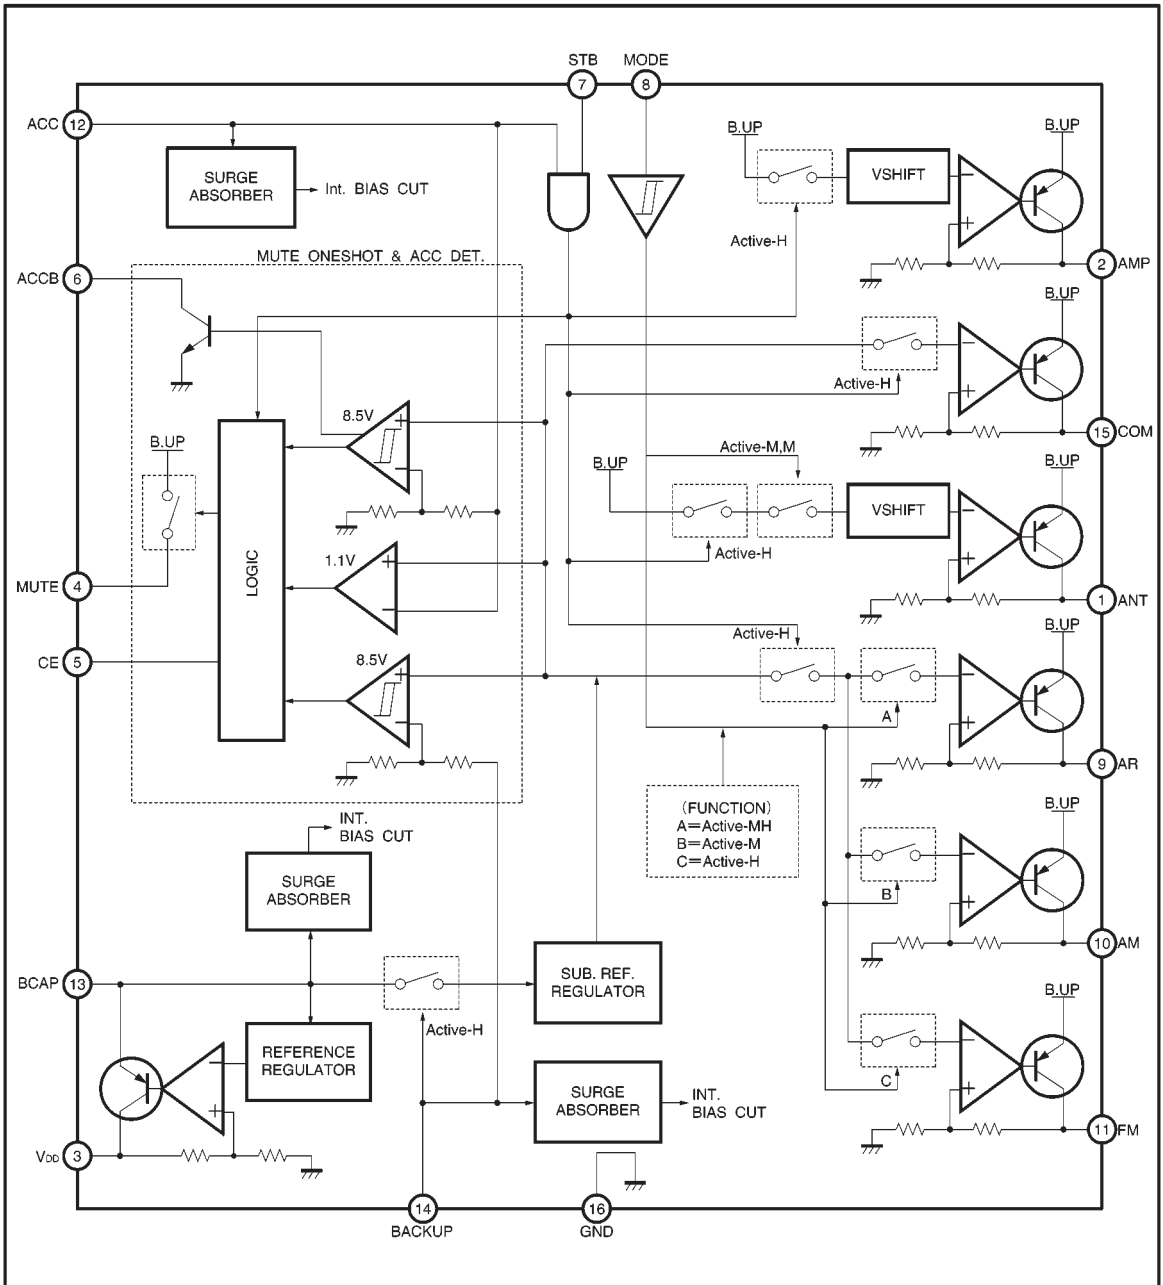 STB
MODE
7
8
ACC
12
SURGE
ABSORBER
Int. BIAS CUT
B.UP
VSHIFT
−
+
B.UP
Active-H
2
AMP
MUTE ONESHOT & ACC DET.
ACCB
6
B.UP
Active-H
−
+
15
COM
8.5V
+
−
B.UP
LOGIC
Active-M,M
B.UP
B.UP
VSHIFT
−
+
Active-H
1
ANT
1.1V
+
−
MUTE
4
CE
5
8.5V
+
−
Active-H
B.UP
A
−
+
9
AR
(FUNCTION)
A=Active-MH
B=Active-M
C=Active-H
B.UP
B
−
+
10
AM
INT.
BIAS CUT
SURGE
ABSORBER
BCAP
13
Active-H
SUB. REF.
REGULATOR
B.UP
C
−
+
11
FM
REFERENCE
REGULATOR
−
+
SURGE
ABSORBER
INT.
BIAS CUT
VDD
3
14
BACKUP
16
GND